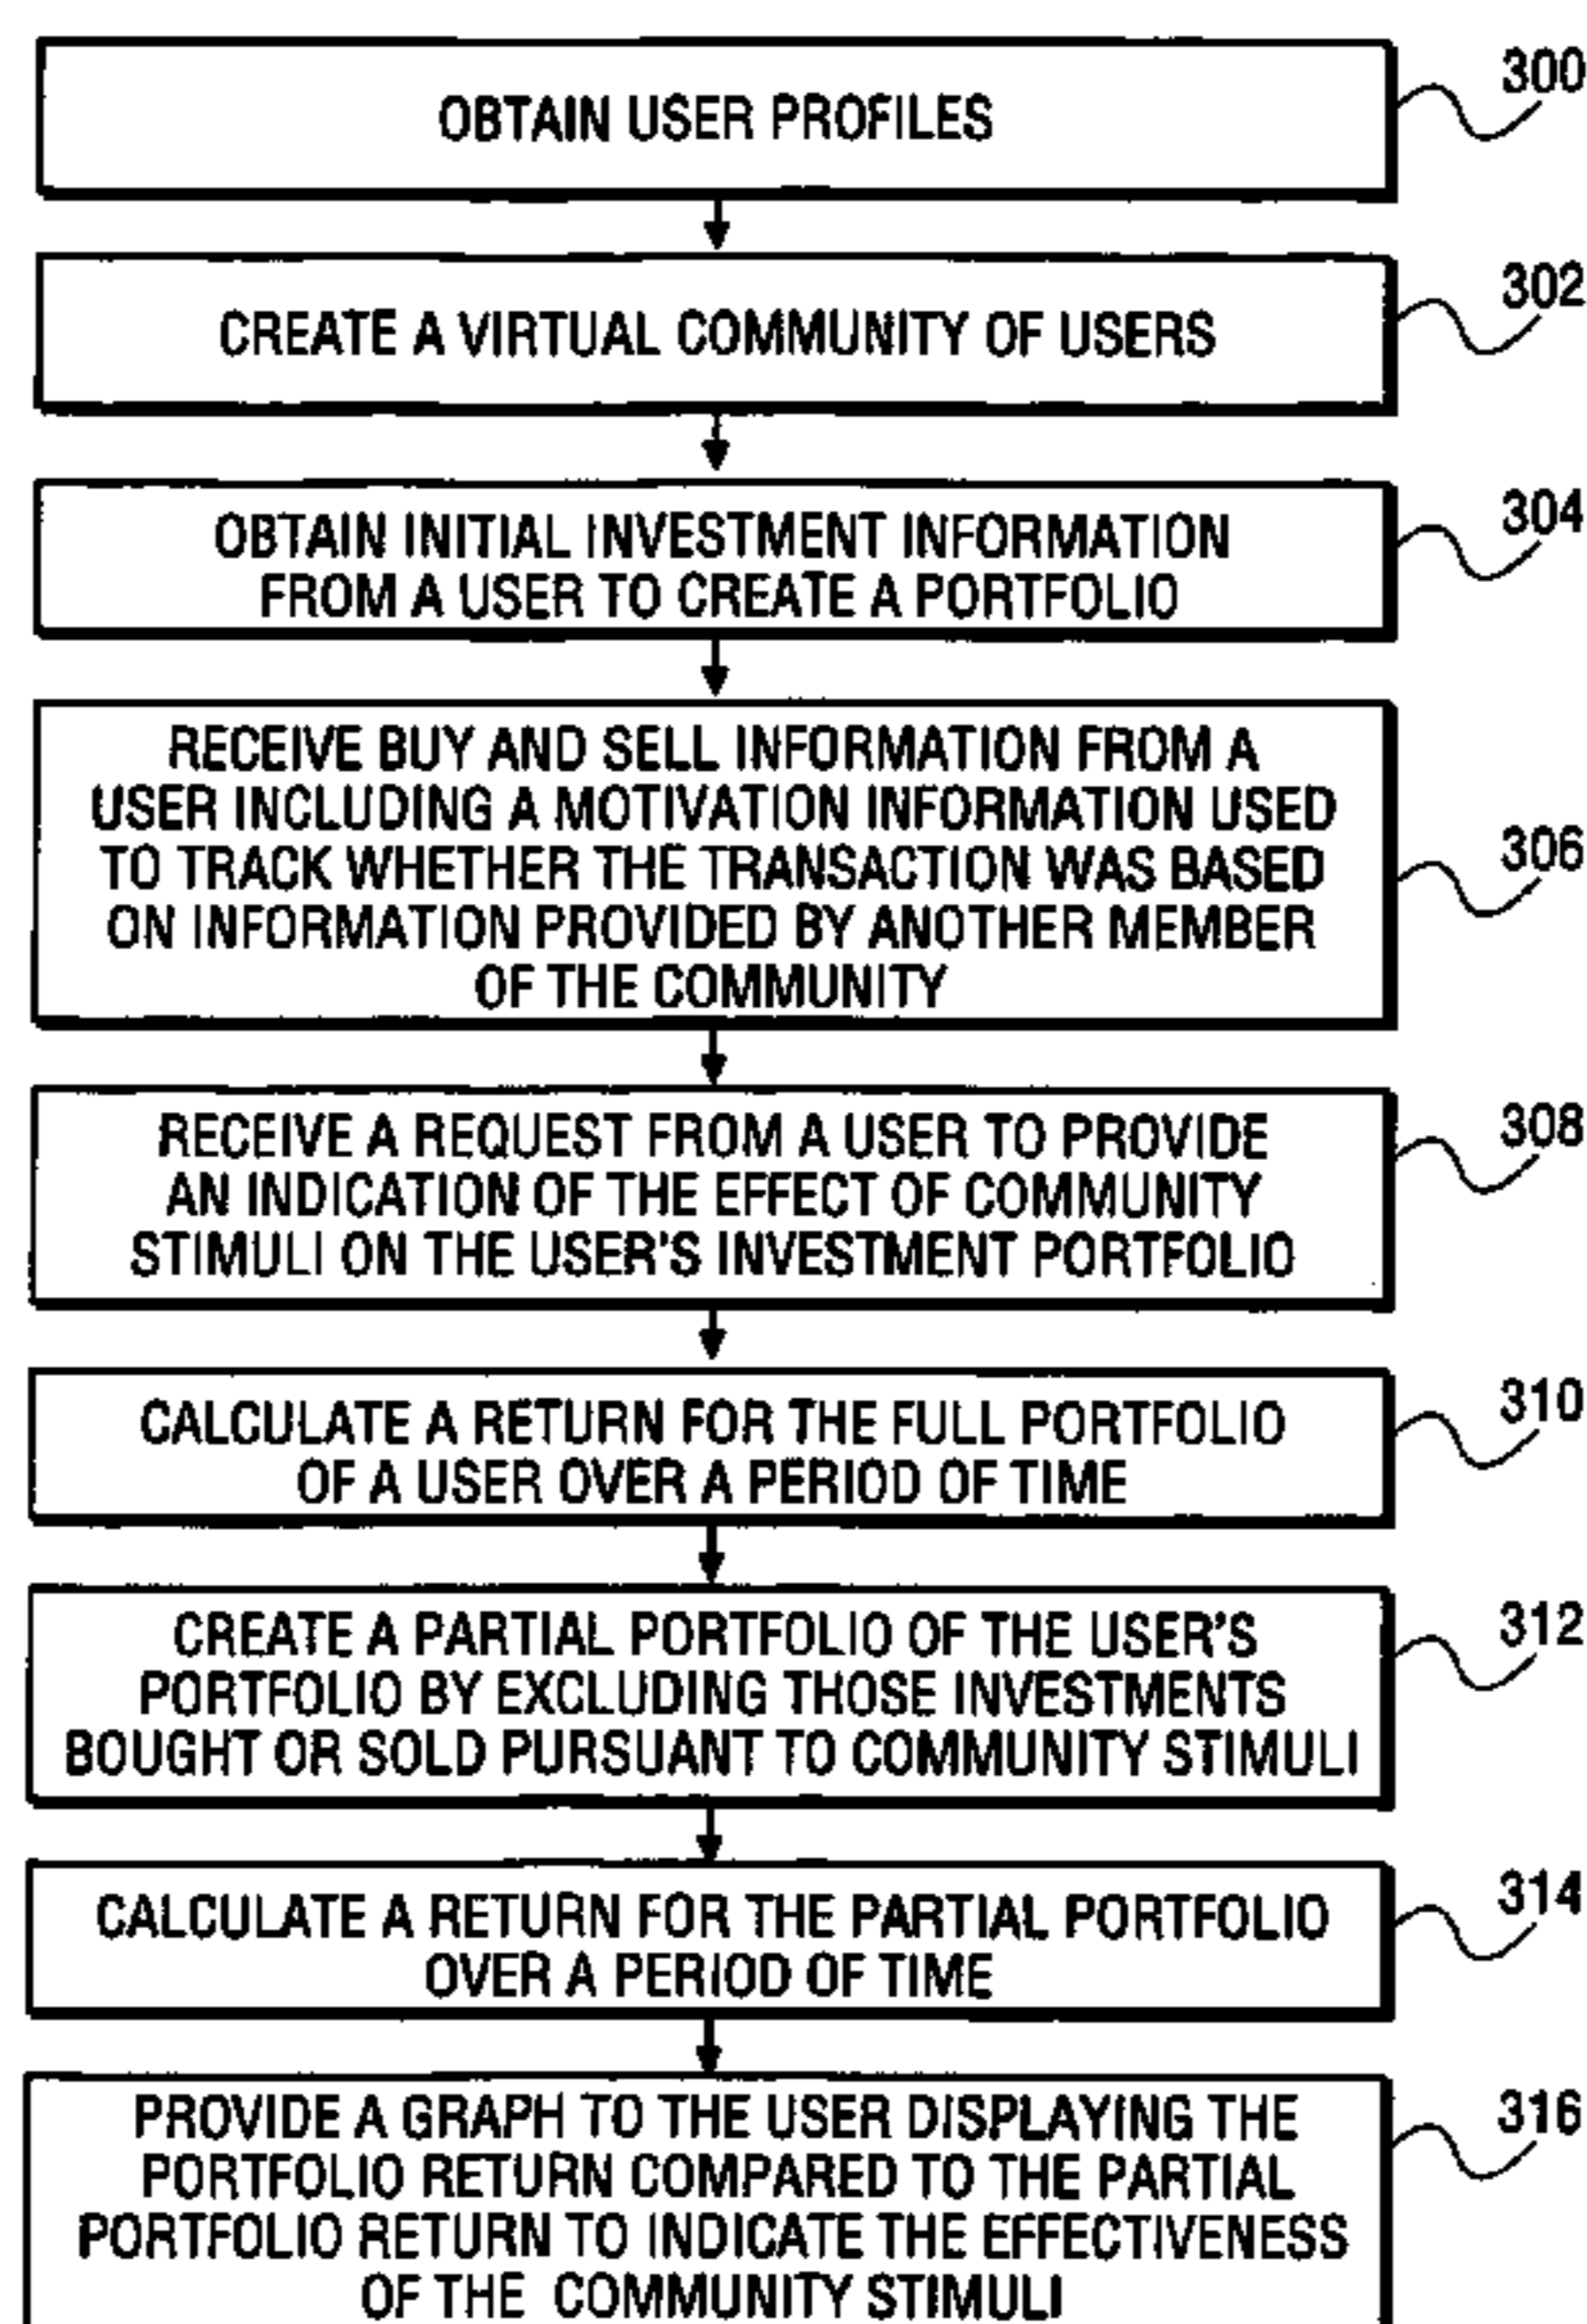 OBTAIN USER PROFILES
300
CREATE A VIRTUAL COMMUNITY OF USERS
302
OBTAIN INITIAL INVESTMENT INFORMATION
FROM A USER TO CREATE A PORTFOLIO
304
RECEIVE BUY AND SELL INFORMATION FROM A
USER INCLUDING A MOTIVATION INFORMATION USED
TO TRACK WHETHER THE TRANSACTION WAS BASED
ON INFORMATION PROVIDED BY ANOTHER MEMBER
OF THE COMMUNITY
306
RECEIVE A REQUEST FROM A USER TO PROVIDE
AN INDICATION OF THE EFFECT OF COMMUNITY
STIMULI ON THE USER'S INVESTMENT PORTFOLIO
308
CALCULATE A RETURN FOR THE FULL PORTFOLIO
OF A USER OVER A PERIOD OF TIME
310
CREATE A PARTIAL PORTFOLIO OF THE USER'S
PORTFOLIO BY EXCLUDING THOSE INVESTMENTS
BOUGHT OR SOLD PURSUANT TO COMMUNITY STIMULI
312
CALCULATE A RETURN FOR THE PARTIAL PORTFOLIO
OVER A PERIOD OF TIME
314
PROVIDE A GRAPH TO THE USER DISPLAYING THE
PORTFOLIO RETURN COMPARED TO THE PARTIAL
PORTFOLIO RETURN TO INDICATE THE EFFECTIVENESS
OF THE COMMUNITY STIMULI
316